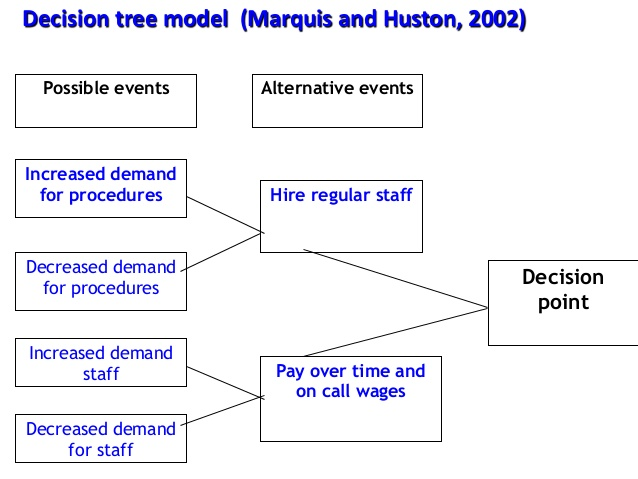 Decision tree model (Marquis and Huston, 2002)
Possible events
Alternative events
Increased demand
for procedures
Hire regular staff
Decreased demand
for procedures
Decision
point
Increased demand
staff
Pay over time and
on call wages
Decreased demand
for staff